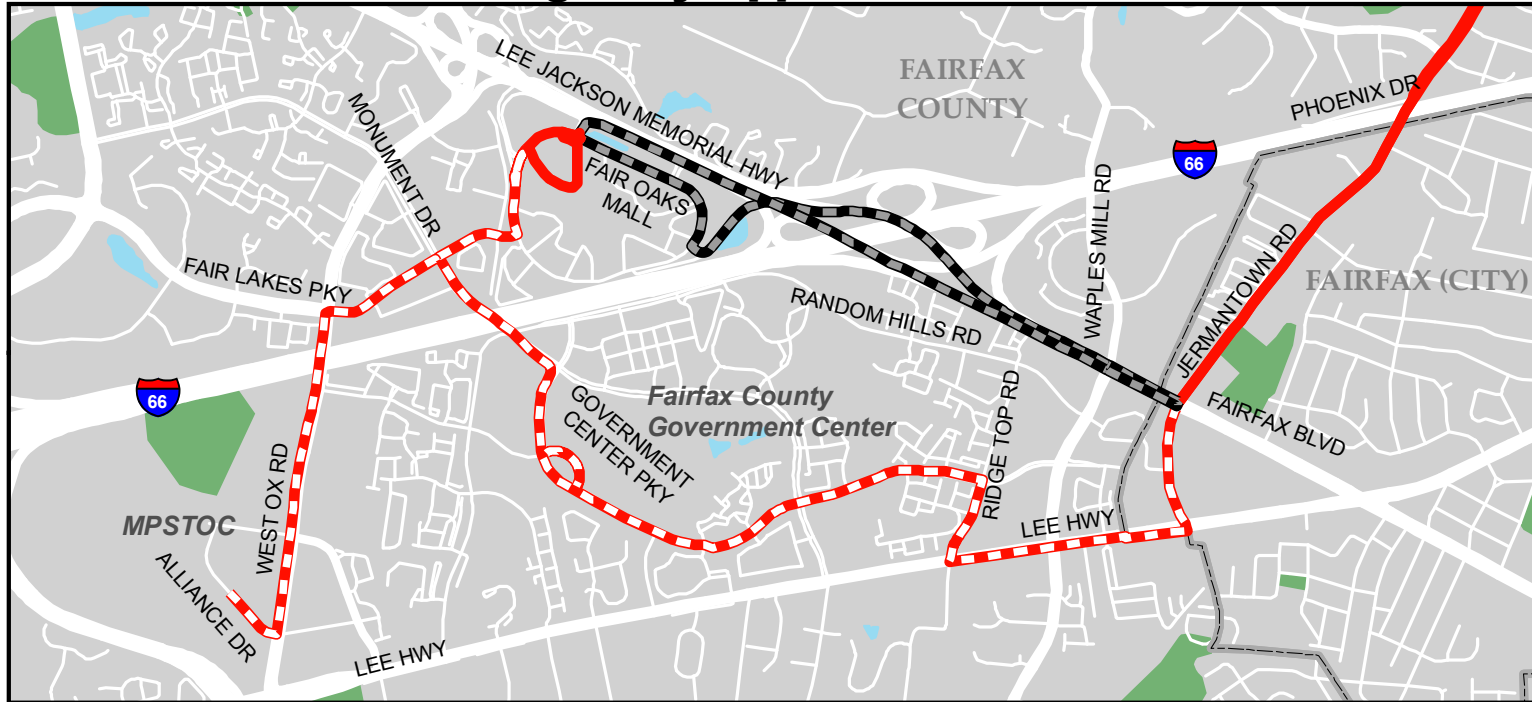 LEE JACKSON MEMORIAL HWY
FAIRFAX
COUNTY
PHOENIX DR
MONUMENT DR
66
FAIR OAKS
MALL
WAPLES MILL RD
JERMANTOWN RD
FAIRFAX (CITY)
FAIR LAKES PKY
RANDOM HILLS RD
66
Fairfax County
Government Center
GOVERNMENT
CENTER PKY
RIDGE TOP RD
FAIRFAX BLVD
WEST OX RD
MPSTOC
LEE HWY
ALLIANCE DR
LEE HWY